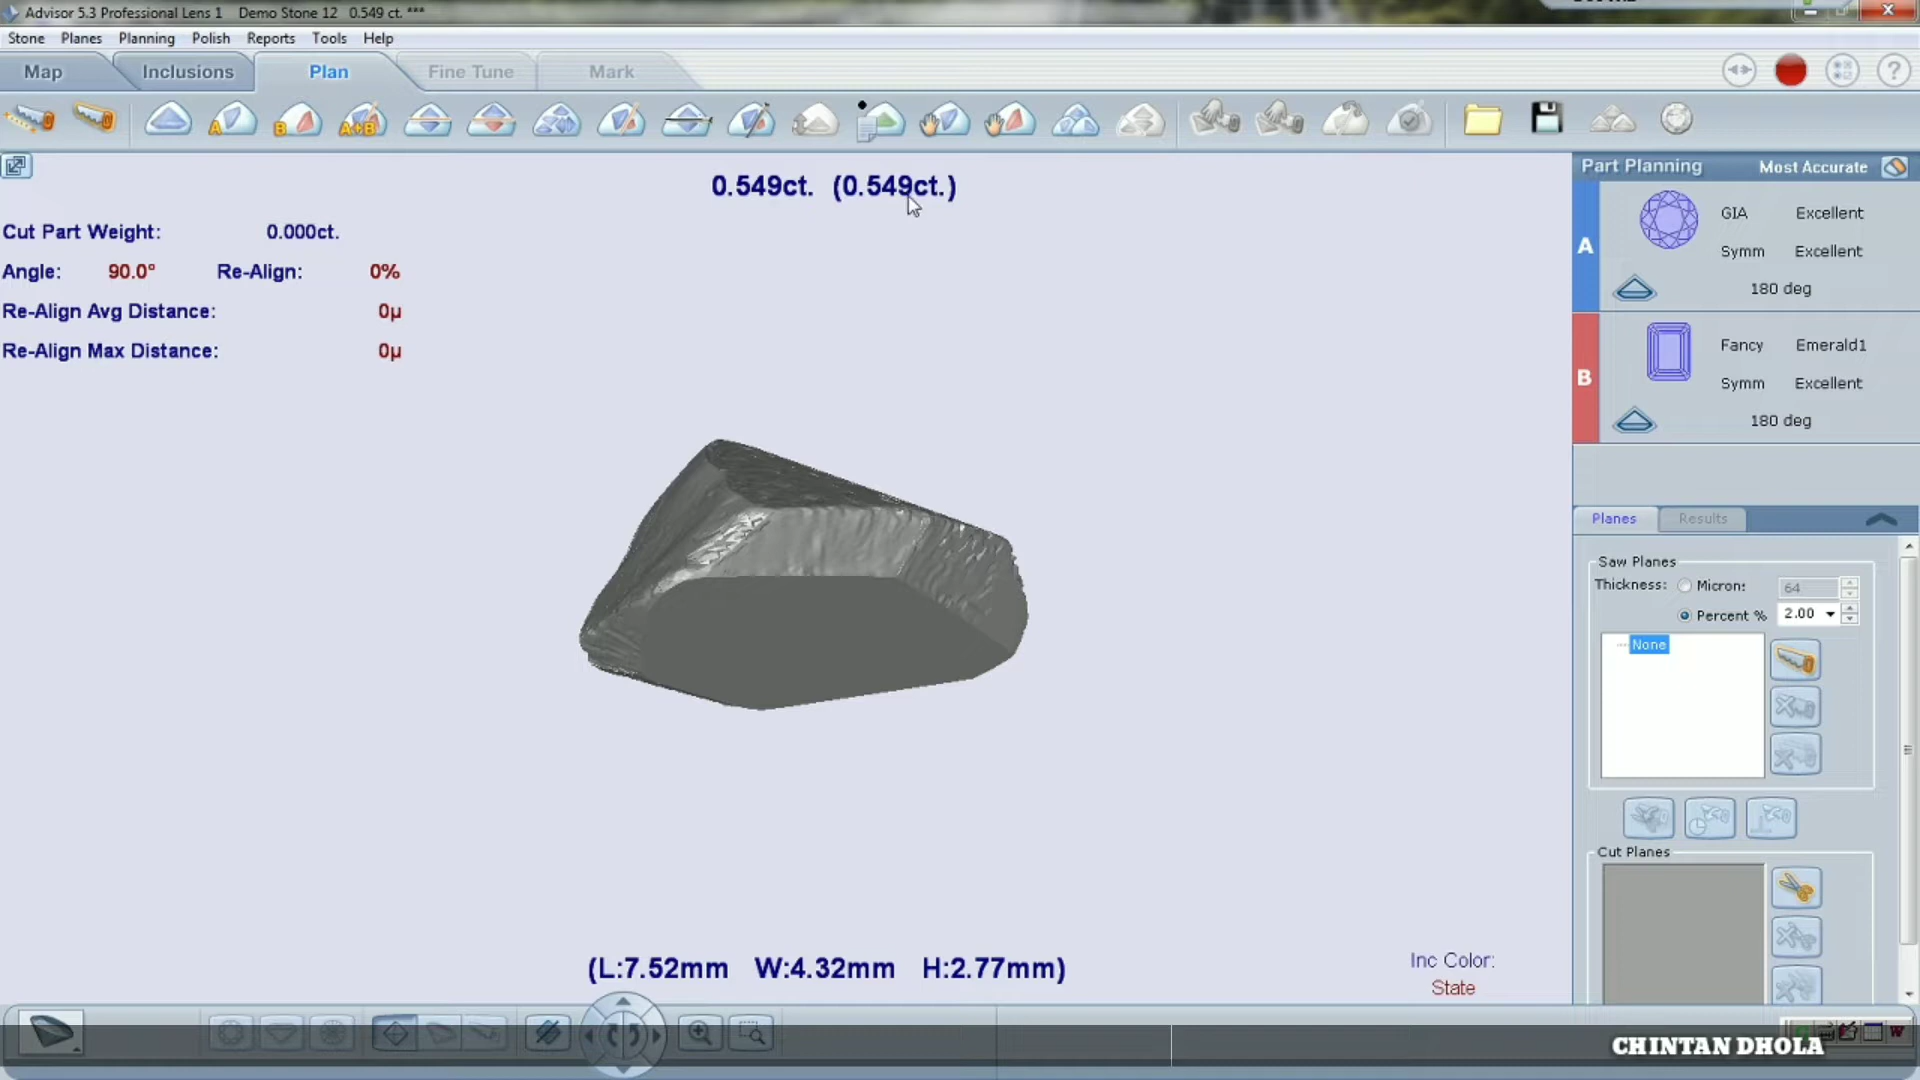 Advisor 5.3 Professional Lens 1 Demo Stone 12 0.549 ct. ***
Stone Planes Planning Polish Reports Tools Help
Map Inclusions Plan Fine Tune Mark
A B A+B
0.549ct. (0.549ct.)
Cut Part Weight: 0.000ct.
Angle: 90.0° Re-Align: 0%
Re-Align Avg Distance: 0µ
Re-Align Max Distance: 0µ
(L:7.52mm W:4.32mm H:2.77mm)
Inc Color:
State
Part Planning Most Accurate
A
GIA Excellent
Symm Excellent
180 deg
B
Fancy Emerald1
Symm Excellent
180 deg
Planes Results
Saw Planes
Thickness: Micron: 64
Percent % 2.00
None
Cut Planes
CHINTAN DHOLA